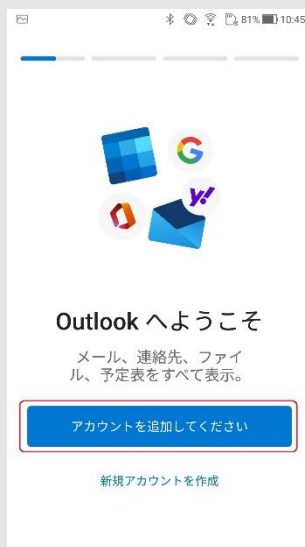 81% 10:45
G
Y!
Outlook へようこそ
メール、連絡先、ファイ
ル、予定表をすべて表示。
アカウントを追加してください
新規アカウントを作成